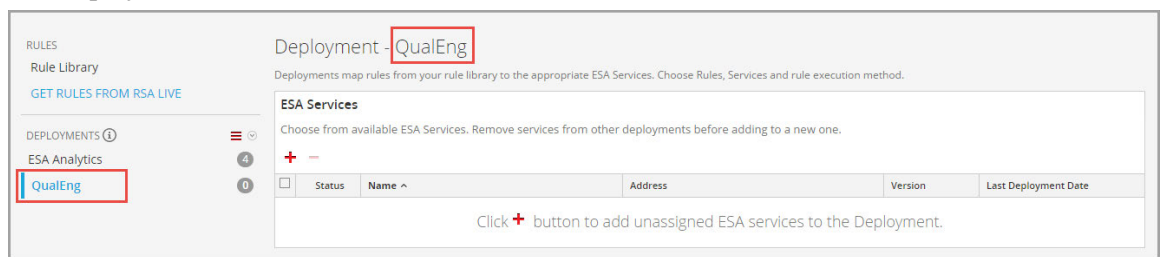 RULES
Rule Library
GET RULES FROM RSA LIVE
DEPLOYMENTS
ESA Analytics 4
QualEng 0
Deployment - QualEng
Deployments map rules from your rule library to the appropriate ESA Services. Choose Rules, Services and rule execution method.
ESA Services
Choose from available ESA Services. Remove services from other deployments before adding to a new one.
Status Name Address Version Last Deployment Date
Click + button to add unassigned ESA services to the Deployment.